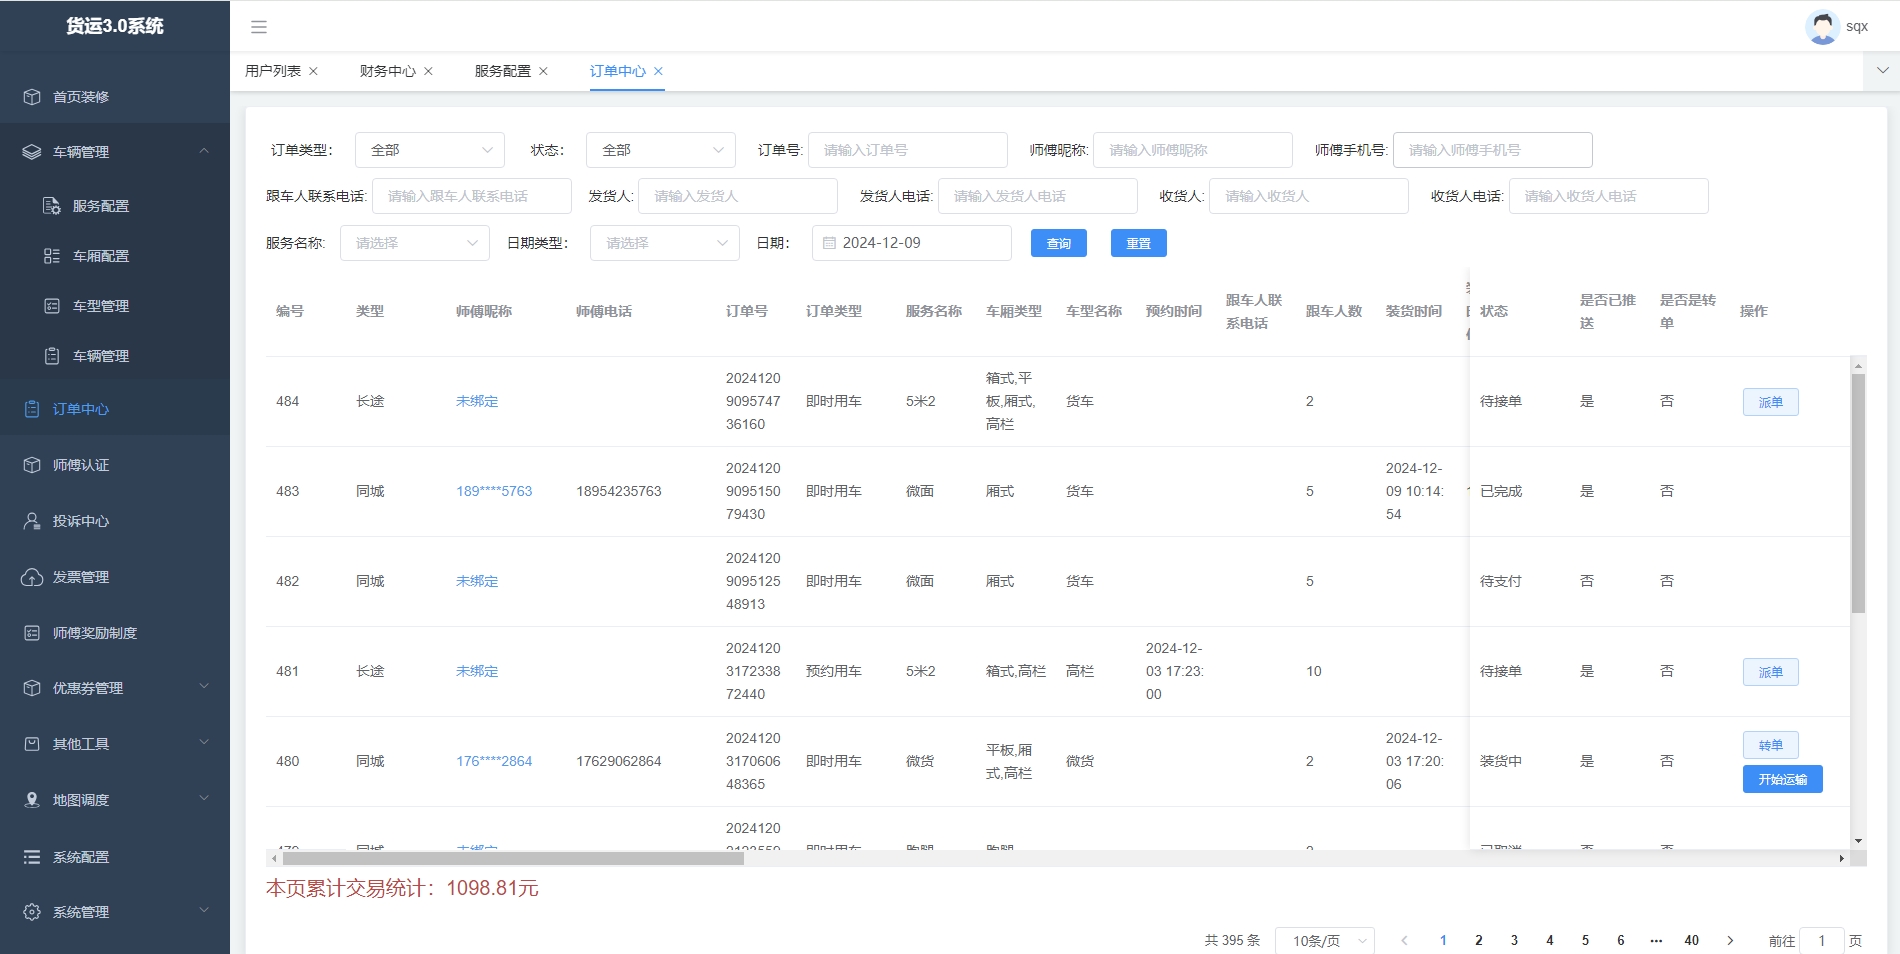 货运3.0系统
首页装修
车辆管理
服务配置
车厢配置
车型管理
车辆管理
订单中心
师傅认证
投诉中心
发票管理
师傅奖励制度
优惠券管理
其他工具
地图调度
系统配置
系统管理
sqx
用户列表 财务中心 服务配置 订单中心
订单类型： 全部 状态： 全部 订单号: 请输入订单号 师傅昵称: 请输入师傅昵称 师傅手机号: 请输入师傅手机号
跟车人联系电话: 请输入跟车人联系电话 发货人: 请输入发货人 发货人电话: 请输入发货人电话 收货人: 请输入收货人 收货人电话: 请输入收货人电话
服务名称: 请选择 日期类型： 请选择 日期： 2024-12-09 查询 重置
编号 类型 师傅昵称 师傅电话 订单号 订单类型 服务名称 车厢类型 车型名称 预约时间 跟车人联 跟车人数 装货时间 状态 是否已推 是否是转 操作
系电话 送 单
2024120 箱式,平
484 长途 未绑定 9095747 即时用车 5米2 板,厢式, 货车 2 待接单 是 否 派单
36160 高栏
2024120 2024-12-
483 同城 189****5763 18954235763 9095150 即时用车 微面 厢式 货车 5 09 10:14: 已完成 是 否
79430 54
2024120
482 同城 未绑定 9095125 即时用车 微面 厢式 货车 5 待支付 否 否
48913
2024120 2024-12-
481 长途 未绑定 3172338 预约用车 5米2 箱式,高栏 高栏 03 17:23: 10 待接单 是 否 派单
72440 00
2024120 平板,厢 2024-12- 转单
480 同城 176****2864 17629062864 3170606 即时用车 微货 式,高栏 微货 2 03 17:20: 装货中 是 否 开始运输
48365 06
2024120
本页累计交易统计：1098.81元
共 395 条 10条/页 1 2 3 4 5 6 ··· 40 前往 1 页